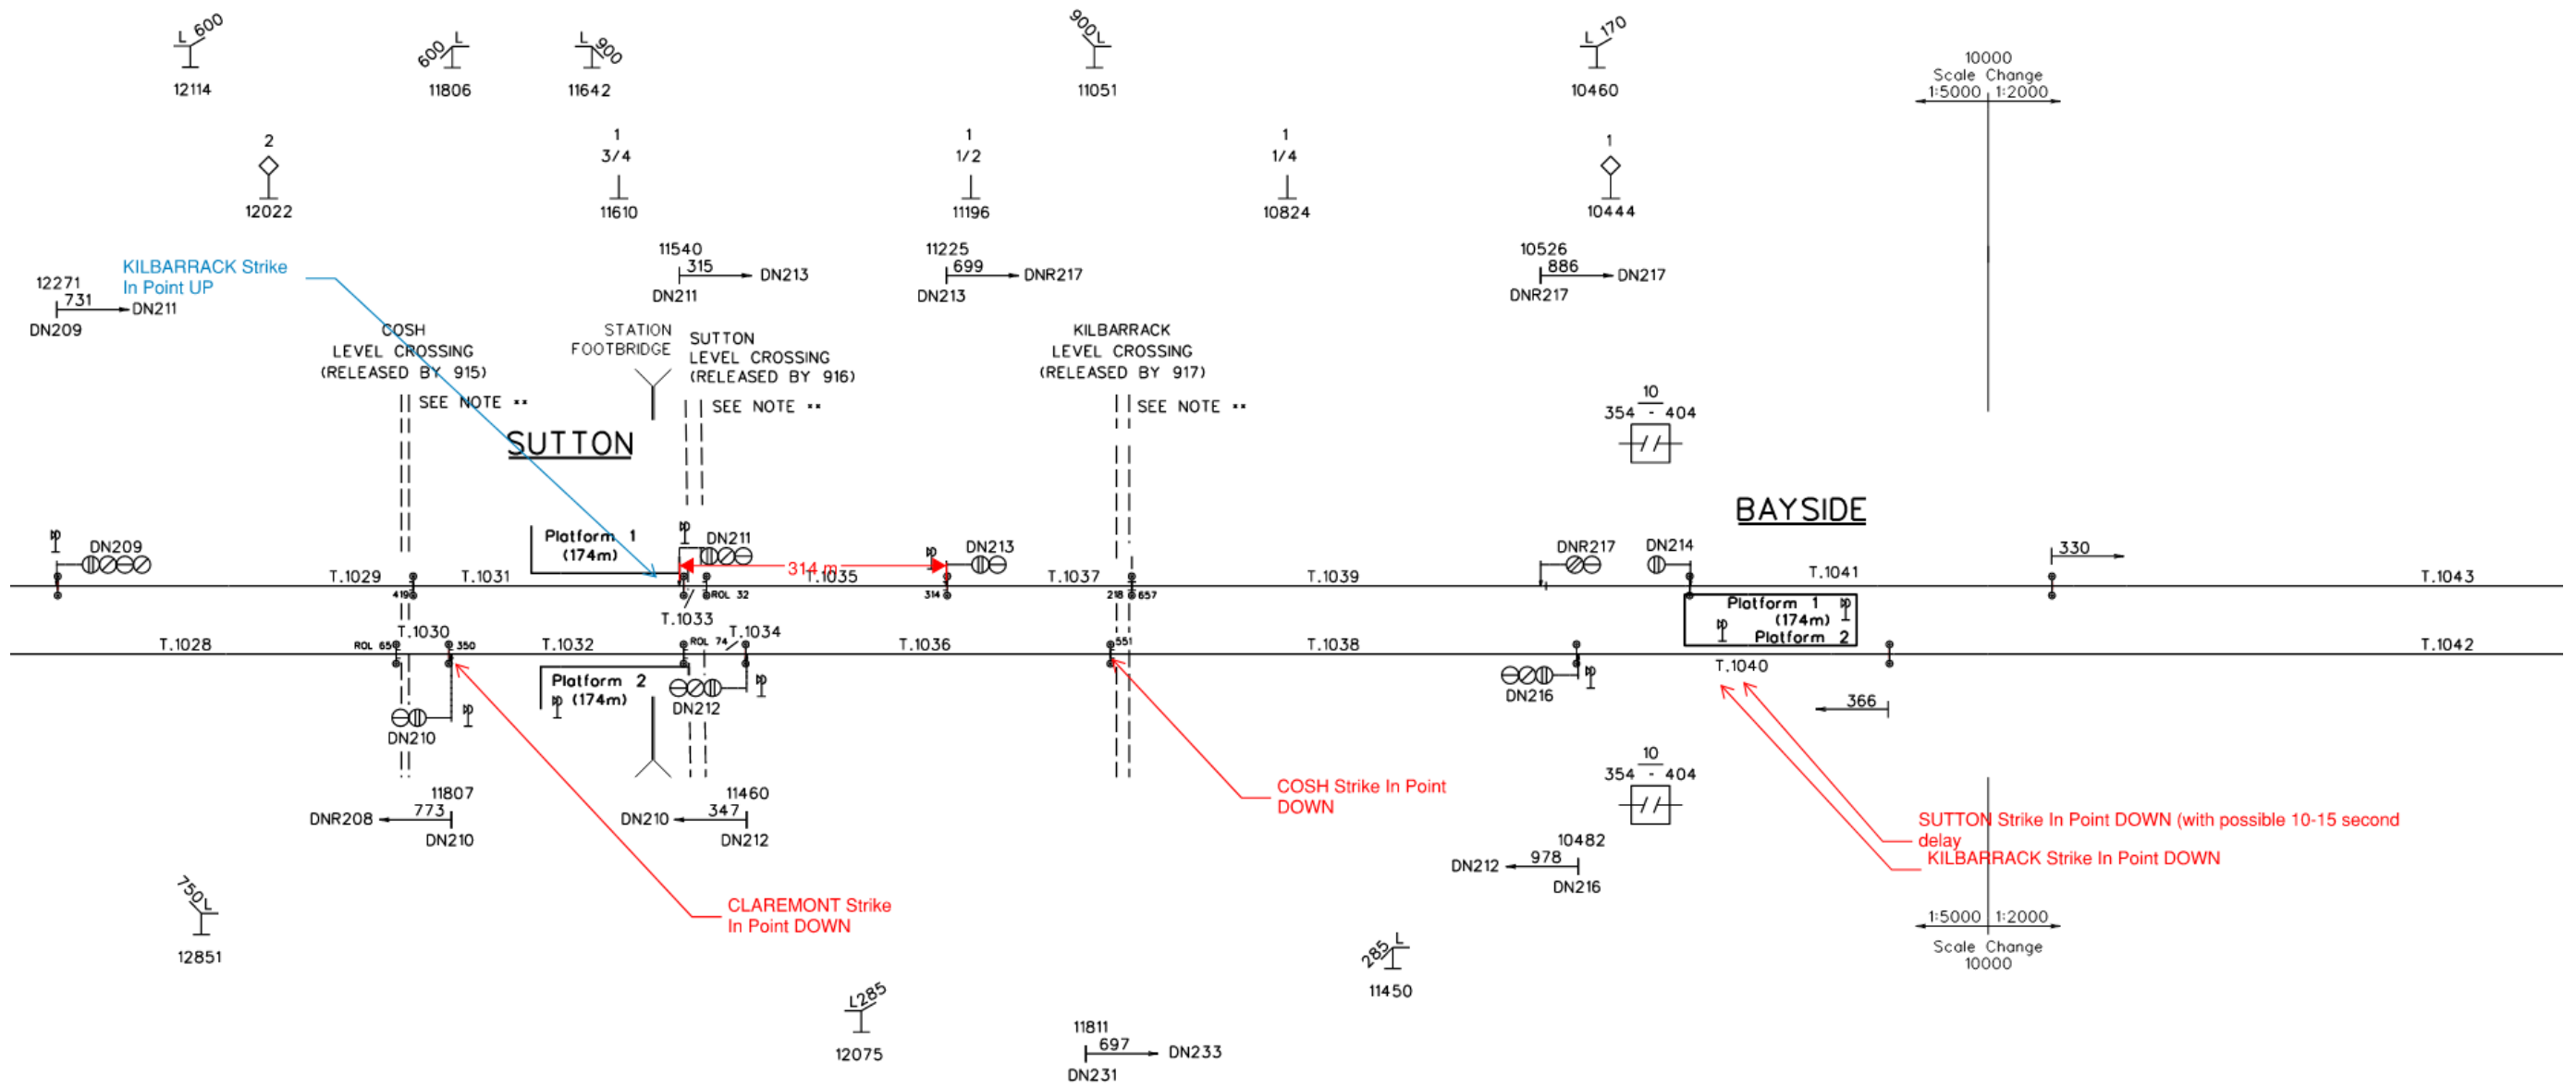 L 600
12114
600 L
11806
L 900
11642
900 L
11051
L 170
10460
10000
Scale Change
1:5000 1:2000
2
12022
1
3/4
11610
1
1/2
11196
1
1/4
10824
1
10444
12271
731 DN211
DN209
KILBARRACK Strike
In Point UP
11540
315 DN213
DN211
11225
699 DNR217
DN213
10526
886 DN217
DNR217
COSH
LEVEL CROSSING
(RELEASED BY 915)
SEE NOTE **
STATION
FOOTBRIDGE
SUTTON
LEVEL CROSSING
(RELEASED BY 916)
SEE NOTE **
KILBARRACK
LEVEL CROSSING
(RELEASED BY 917)
SEE NOTE **
10
354 - 404
SUTTON
BAYSIDE
DN209
Platform 1
(174m)
DN211
DN213
DNR217
DN214
330
314 m
T.1029
T.1031
T.1035
T.1037
T.1039
T.1041
T.1043
419
ROL 32
314
218
657
T.1033
Platform 1
(174m)
Platform 2
T.1028
ROL 65
T.1030
350
T.1032
ROL 74
T.1034
T.1036
551
T.1038
T.1040
T.1042
Platform 2
(174m)
DN210
DN212
DN216
366
COSH Strike In Point
DOWN
10
354 - 404
SUTTON Strike In Point DOWN (with possible 10-15 second
delay
KILBARRACK Strike In Point DOWN
11807
DNR208 773
DN210
11460
DN210 347
DN212
10482
DN212 978
DN216
CLAREMONT Strike
In Point DOWN
750 L
12851
1:5000 1:2000
Scale Change
10000
285 L
11450
L285
12075
11811
697 DN233
DN231